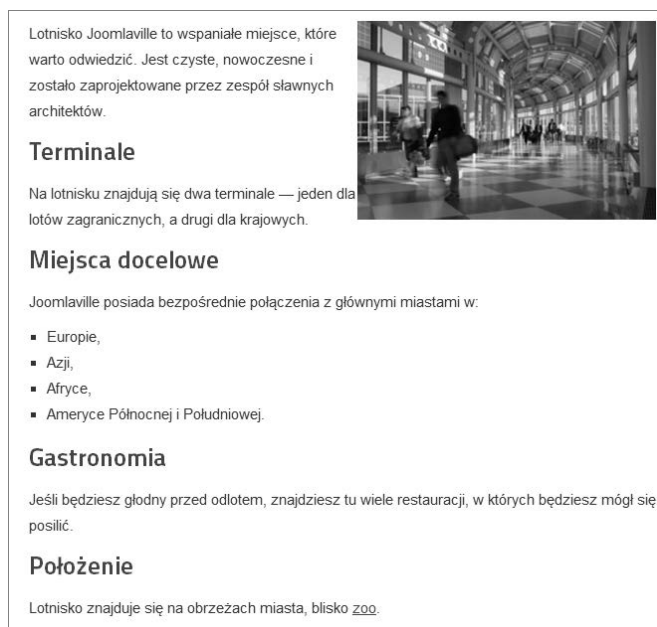 Lotnisko Joomlaville to wspaniałe miejsce, które
warto odwiedzić. Jest czyste, nowoczesne i
zostało zaprojektowane przez zespół sławnych
architektów.
Terminale
Na lotnisku znajdują się dwa terminale — jeden dla
lotów zagranicznych, a drugi dla krajowych.
Miejsca docelowe
Joomlaville posiada bezpośrednie połączenia z głównymi miastami w:
▪ Europie,
▪ Azji,
▪ Afryce,
▪ Ameryce Północnej i Południowej.
Gastronomia
Jeśli będziesz głodny przed odlotem, znajdziesz tu wiele restauracji, w których będziesz mógł się
posilić.
Położenie
Lotnisko znajduje się na obrzeżach miasta, blisko zoo.